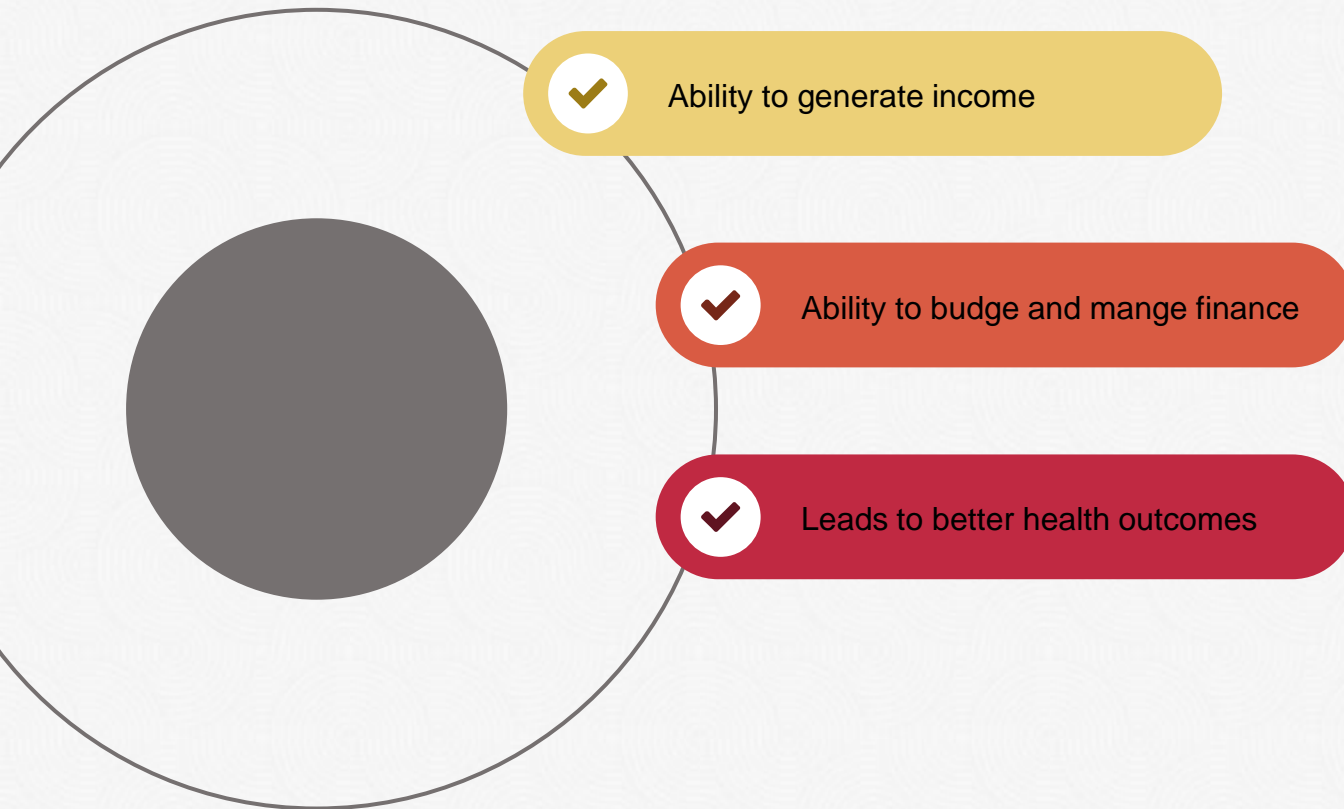 Ability to generate income
Ability to budge and mange finance
Leads to better health outcomes